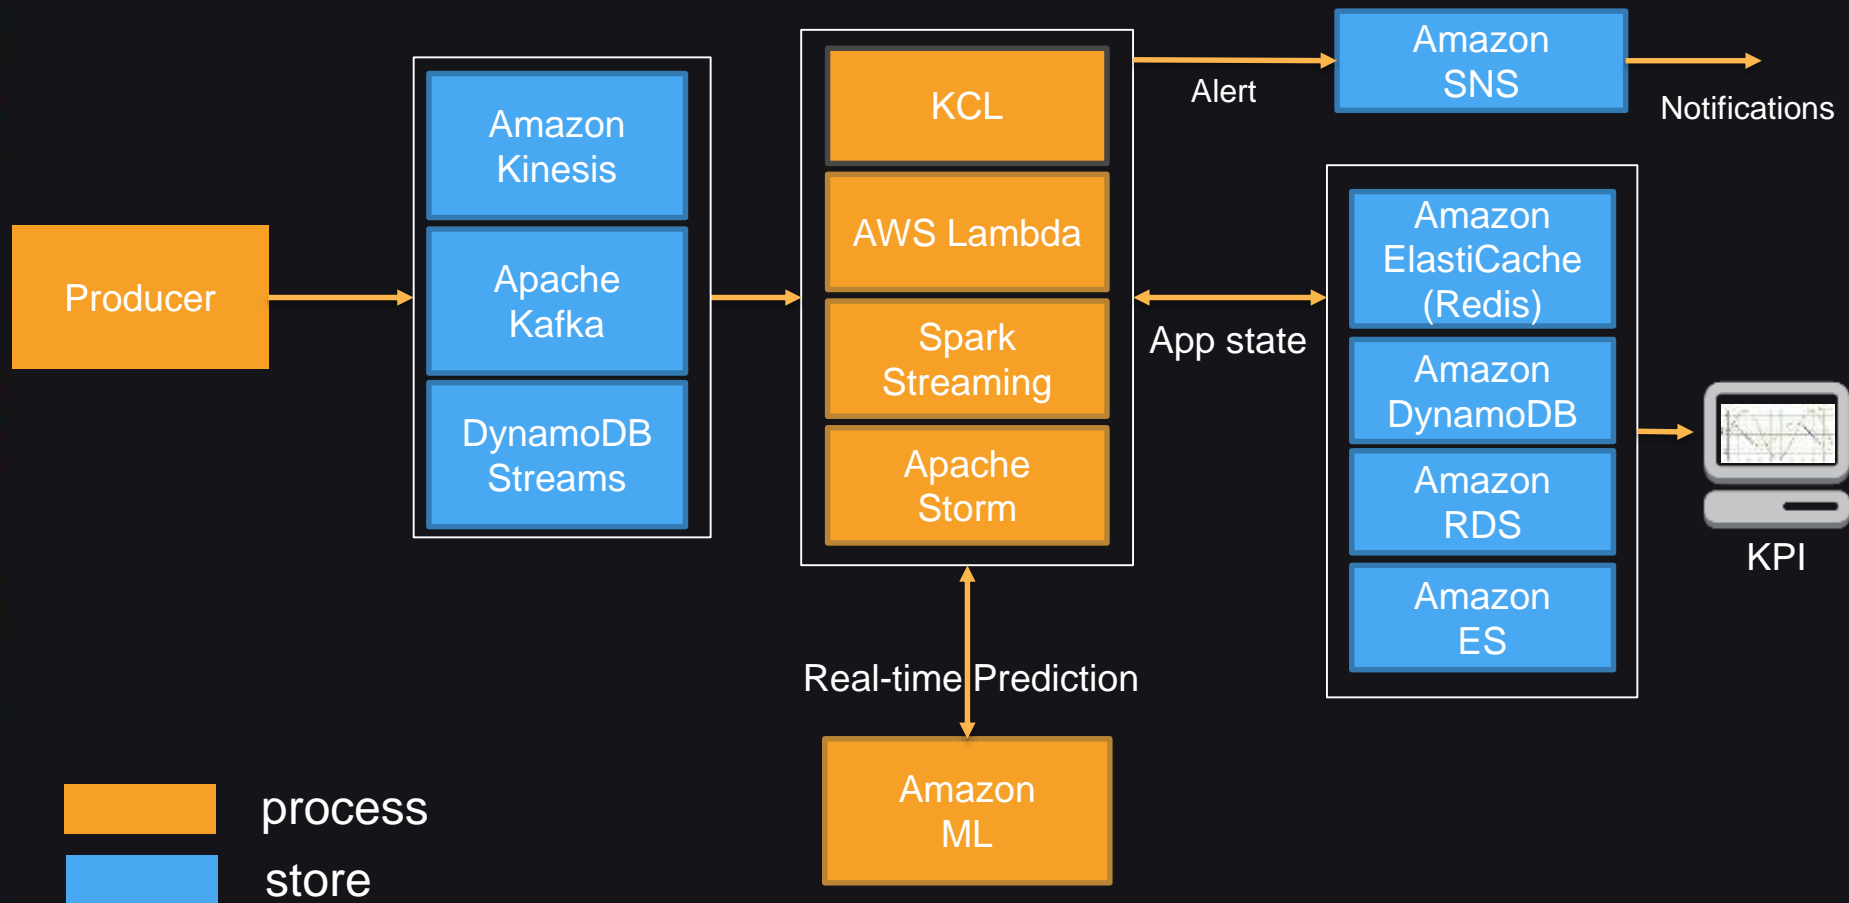 Producer
Amazon
Kinesis
Apache
Kafka
DynamoDB
Streams
KCL
AWS Lambda
Spark
Streaming
Apache
Storm
Alert
Amazon
SNS
Notifications
App state
Amazon
ElastiCache
(Redis)
Amazon
DynamoDB
Amazon
RDS
Amazon
ES
KPI
Real-time Prediction
Amazon
ML
process
store